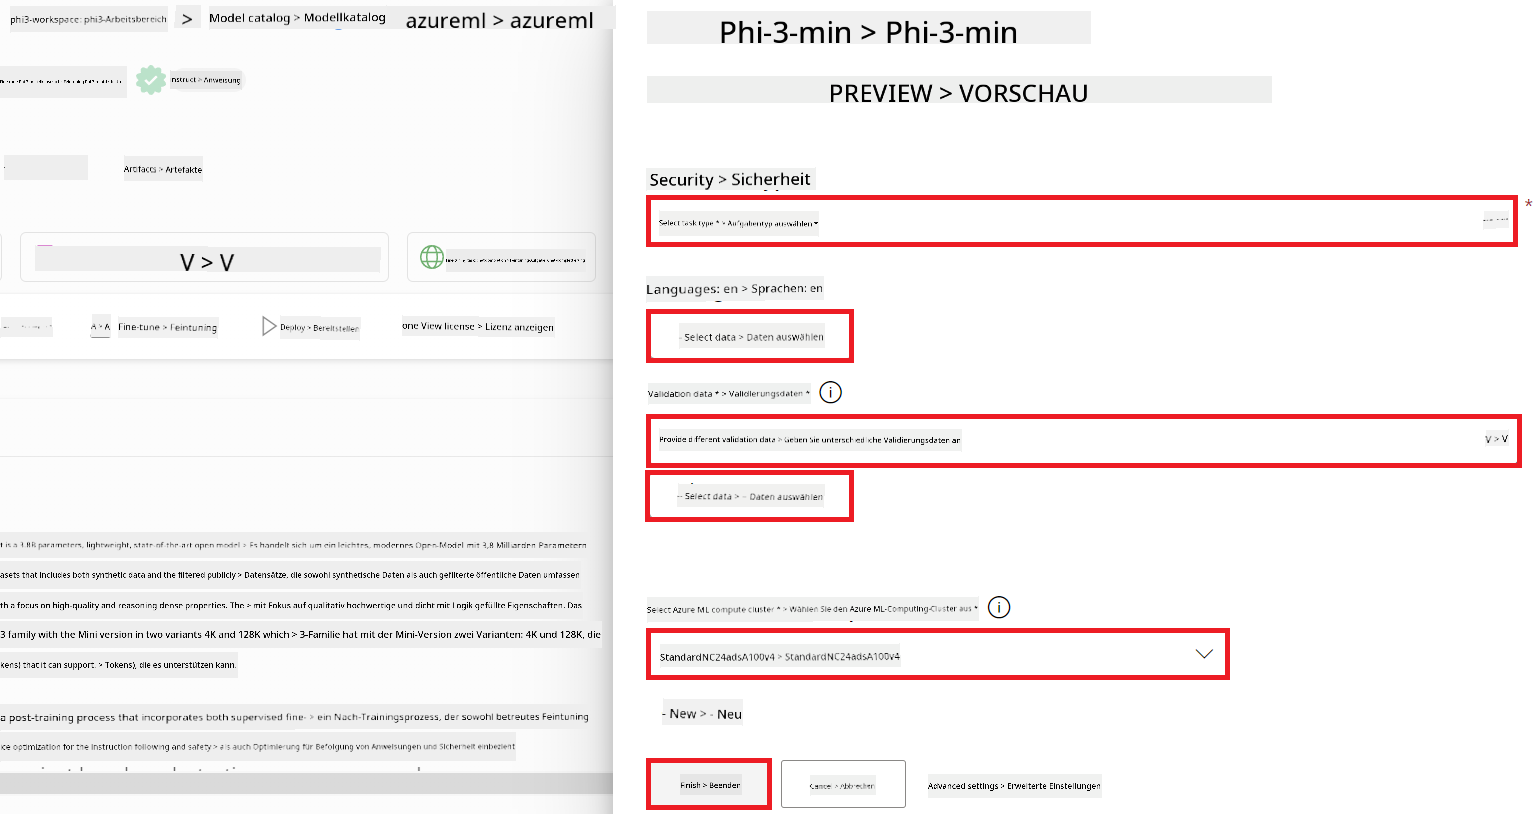 phi3-workspace: phi3-Arbeitsbereich > Model catalog > Modellkatalog azureml > azureml
nstruct > Anweisung
Artifacts > Artefakte
V > V
A > A Fine-tune > Feintuning Deploy > Bereitstellen one View license > Lizenz anzeigen
t is a 3.8B parameters, lightweight, state-of-the-art open model > Es handelt sich um ein leichtes, modernes Open-Model mit 3,8 Milliarden Parametern
asets that includes both synthetic data and the filtered publicly > Datensätze, die sowohl synthetische Daten als auch gefilterte öffentliche Daten umfassen
th a focus on high-quality and reasoning dense properties. The > mit Fokus auf qualitativ hochwertige und dicht mit Logik gefüllte Eigenschaften. Das
3 family with the Mini version in two variants 4K and 128K which > 3-Familie hat mit der Mini-Version zwei Varianten: 4K und 128K, die
kens) that it can support. > Tokens), die es unterstützen kann.
a post-training process that incorporates both supervised fine- > ein Nach-Trainingsprozess, der sowohl betreutes Feintuning
ice optimization for the instruction following and safety > als auch Optimierung für Befolgung von Anweisungen und Sicherheit einbezieht
Phi-3-min > Phi-3-min
PREVIEW > VORSCHAU
Security > Sicherheit
Select task type * > Aufgabentyp auswählen *
*
Languages: en > Sprachen: en
- Select data > Daten auswählen
Validation data * > Validierungsdaten *
Provide different validation data > Geben Sie unterschiedliche Validierungsdaten an V > V
-- Select data > -- Daten auswählen
Select Azure ML compute cluster * > Wählen Sie den Azure ML-Computing-Cluster aus *
StandardNC24adsA100v4 > StandardNC24adsA100v4
- New > - Neu
Finish > Beenden Cancel > Abbrechen Advanced settings > Erweiterte Einstellungen